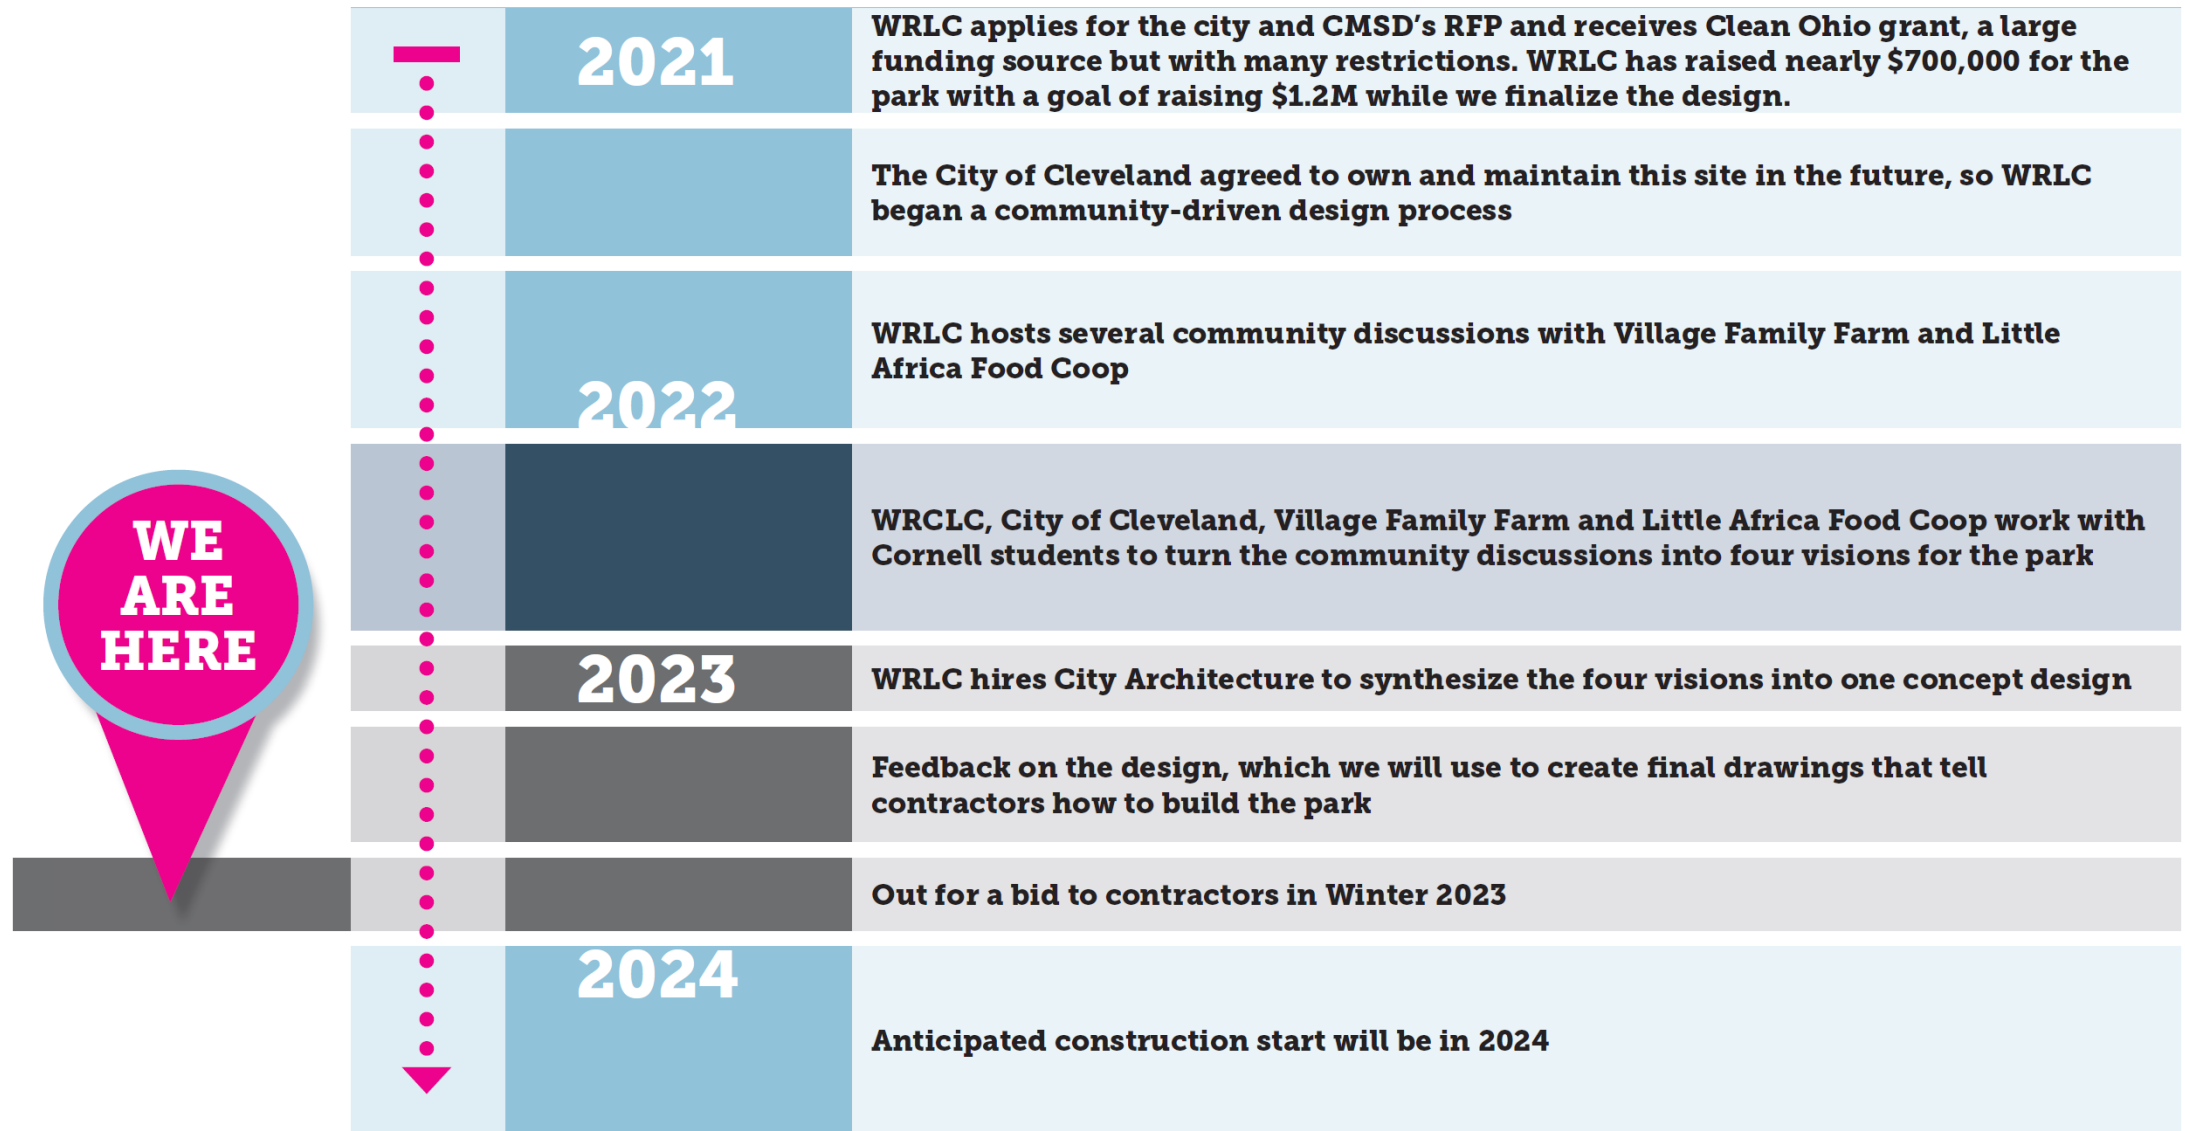 2021
WRLC applies for the city and CMSD’s RFP and receives Clean Ohio grant, a large
funding source but with many restrictions. WRLC has raised nearly $700,000 for the
park with a goal of raising $1.2M while we finalize the design.
The City of Cleveland agreed to own and maintain this site in the future, so WRLC
began a community-driven design process
2022
WRLC hosts several community discussions with Village Family Farm and Little
Africa Food Coop
WRCLC, City of Cleveland, Village Family Farm and Little Africa Food Coop work with
Cornell students to turn the community discussions into four visions for the park
WE
ARE
HERE
2023
WRLC hires City Architecture to synthesize the four visions into one concept design
Feedback on the design, which we will use to create final drawings that tell
contractors how to build the park
Out for a bid to contractors in Winter 2023
2024
Anticipated construction start will be in 2024